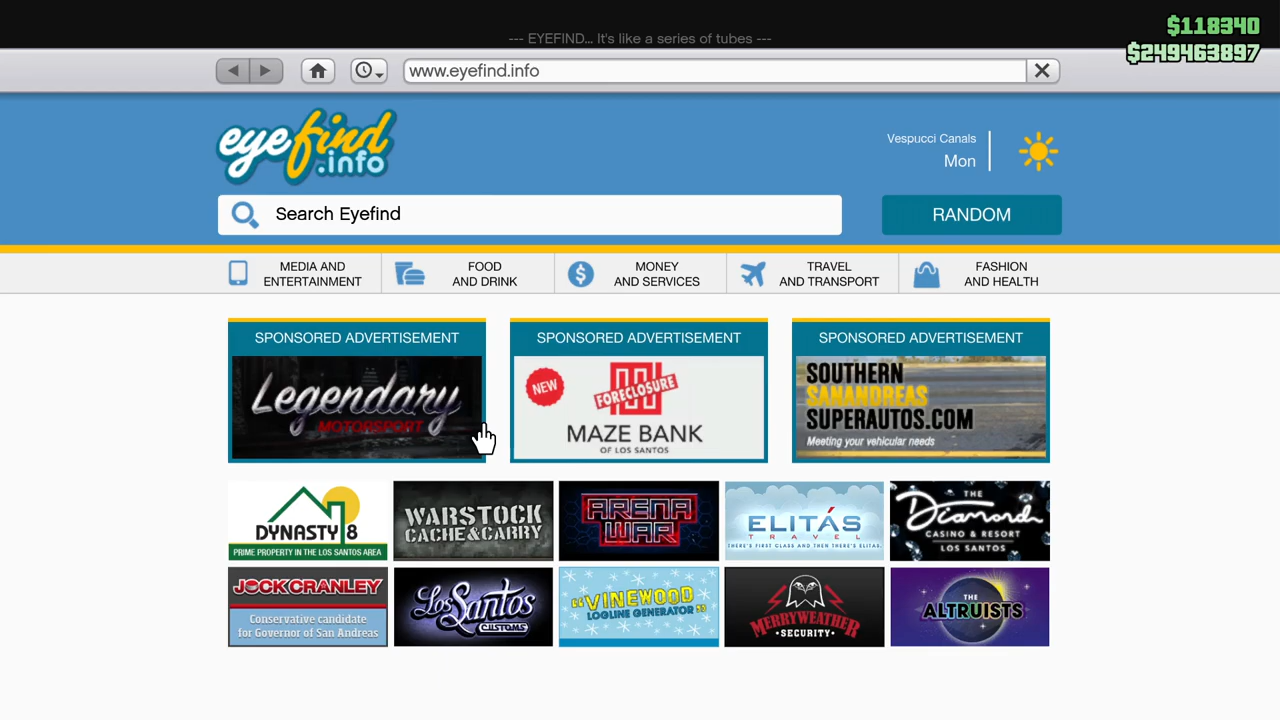 $118340
--- EYEFIND... It's like a series of tubes ---
$249463897
www.eyefind.info
eyefind
.info
Vespucci Canals
Mon
Search Eyefind
RANDOM
MEDIA AND
ENTERTAINMENT
FOOD
AND DRINK
MONEY
AND SERVICES
TRAVEL
AND TRANSPORT
FASHION
AND HEALTH
SPONSORED ADVERTISEMENT
Legendary
MOTORSPORT
SPONSORED ADVERTISEMENT
NEW
FORECLOSURE
MAZE BANK
OF LOS SANTOS
SPONSORED ADVERTISEMENT
SOUTHERN
SANANDREAS
SUPERAUTOS.COM
Meeting your vehicular needs
DYNASTY 8
PRIME PROPERTY IN THE LOS SANTOS AREA
WARSTOCK
CACHE & CARRY
ARENA
WAR
ELITÁS
TRAVEL
THERE'S FIRST CLASS AND THEN THERE'S ELITAS.
THE
Diamond
CASINO & RESORT
LOS SANTOS
JOCK CRANLEY
Conservative candidate
for Governor of San Andreas
Los Santos
CUSTOMS
"VINEWOOD
LOGLINE GENERATOR"
MERRYWEATHER
SECURITY
THE
ALTRUISTS